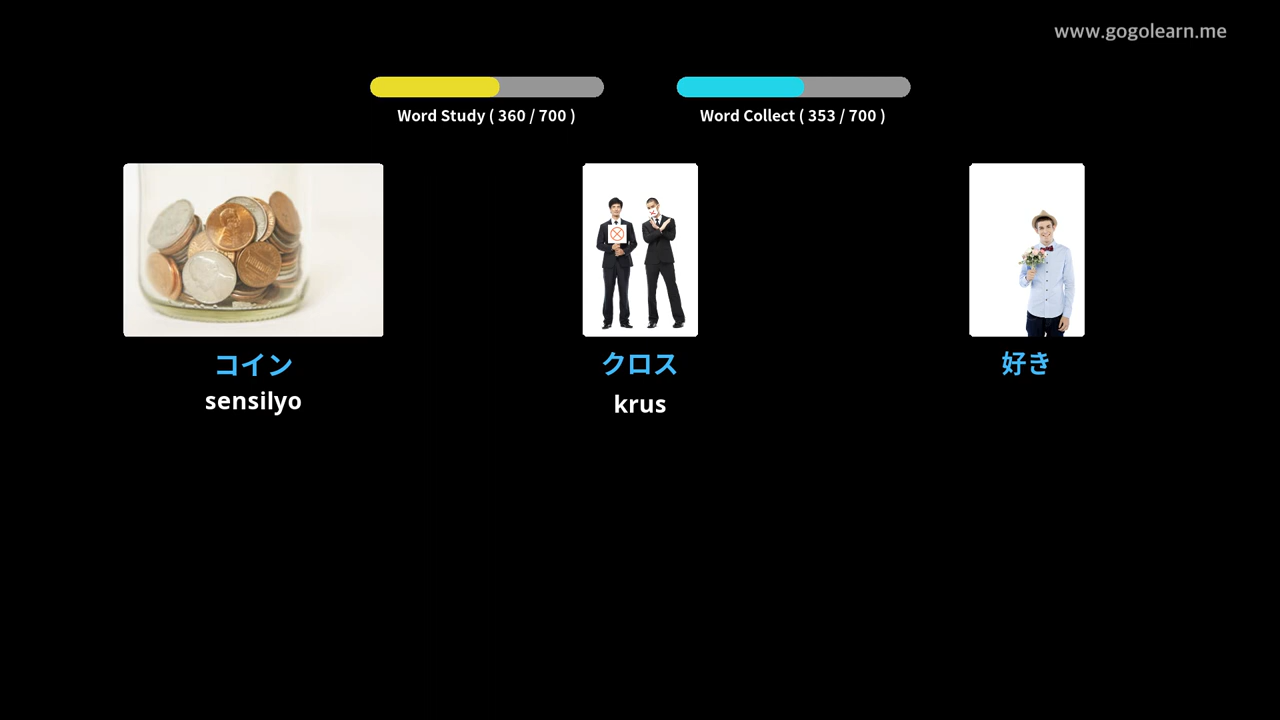 www.gogolearn.me
Word Study ( 360 / 700 )
Word Collect ( 353 / 700 )
コイン
sensilyo
クロス
krus
好き